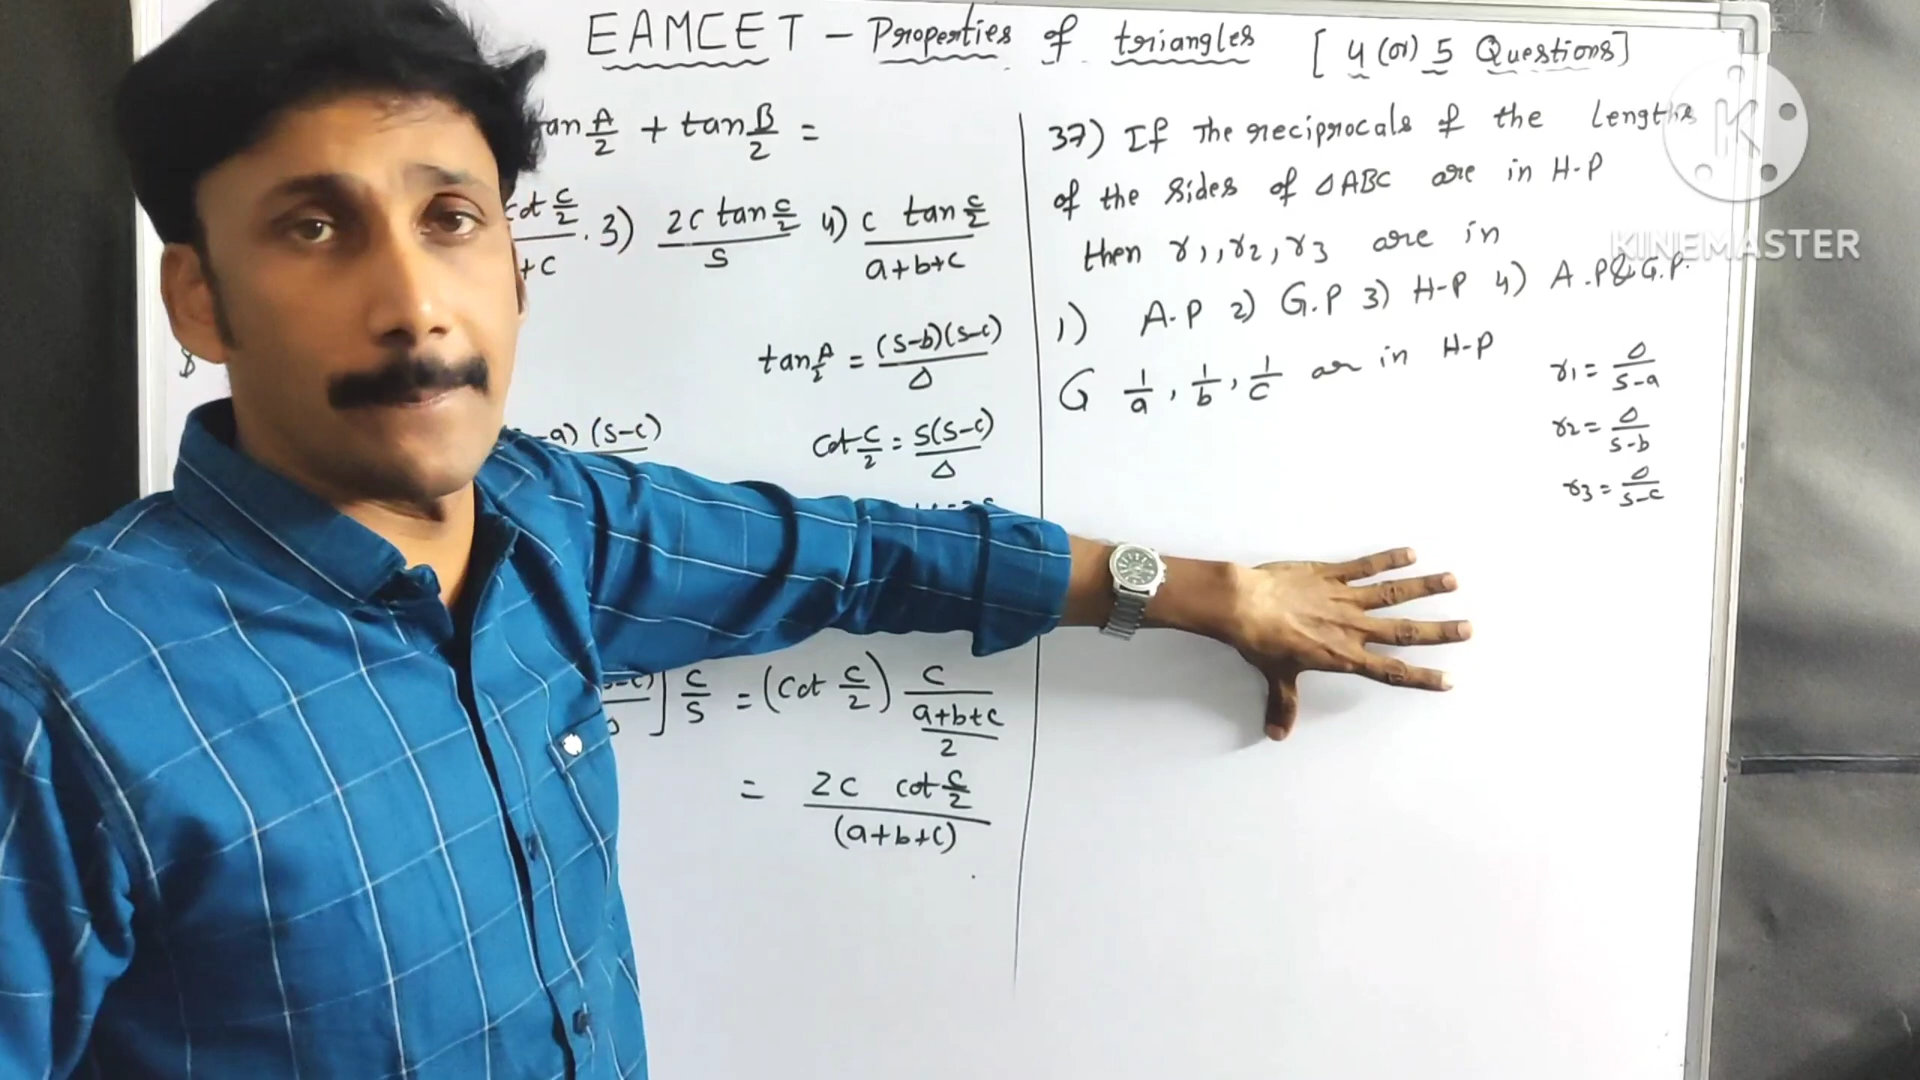 EAMCET - Properties of triangles [ 4 (or) 5 Questions]
tan A/2 + tan B/2 =
cot C/2 . 3) 2C tan C/2 / S 4) C tan C/2 / a+b+c
+C
tan A/2 = (S-b)(S-c) / Δ
-a) (S-c)
cot C/2 = S(S-c) / Δ
] C/S = (cot C/2) C / (a+b+c / 2)
= 2C cot C/2 / (a+b+c)
37) If The reciprocals of the Lengths
of the sides of ΔABC are in H-P
then r1, r2, r3 are in
1) A.P 2) G.P 3) H-P 4) A.P & G.P.
G 1/a, 1/b, 1/c ar in H-P
r1 = Δ / S-a
r2 = Δ / S-b
r3 = Δ / S-c
KINEMASTER